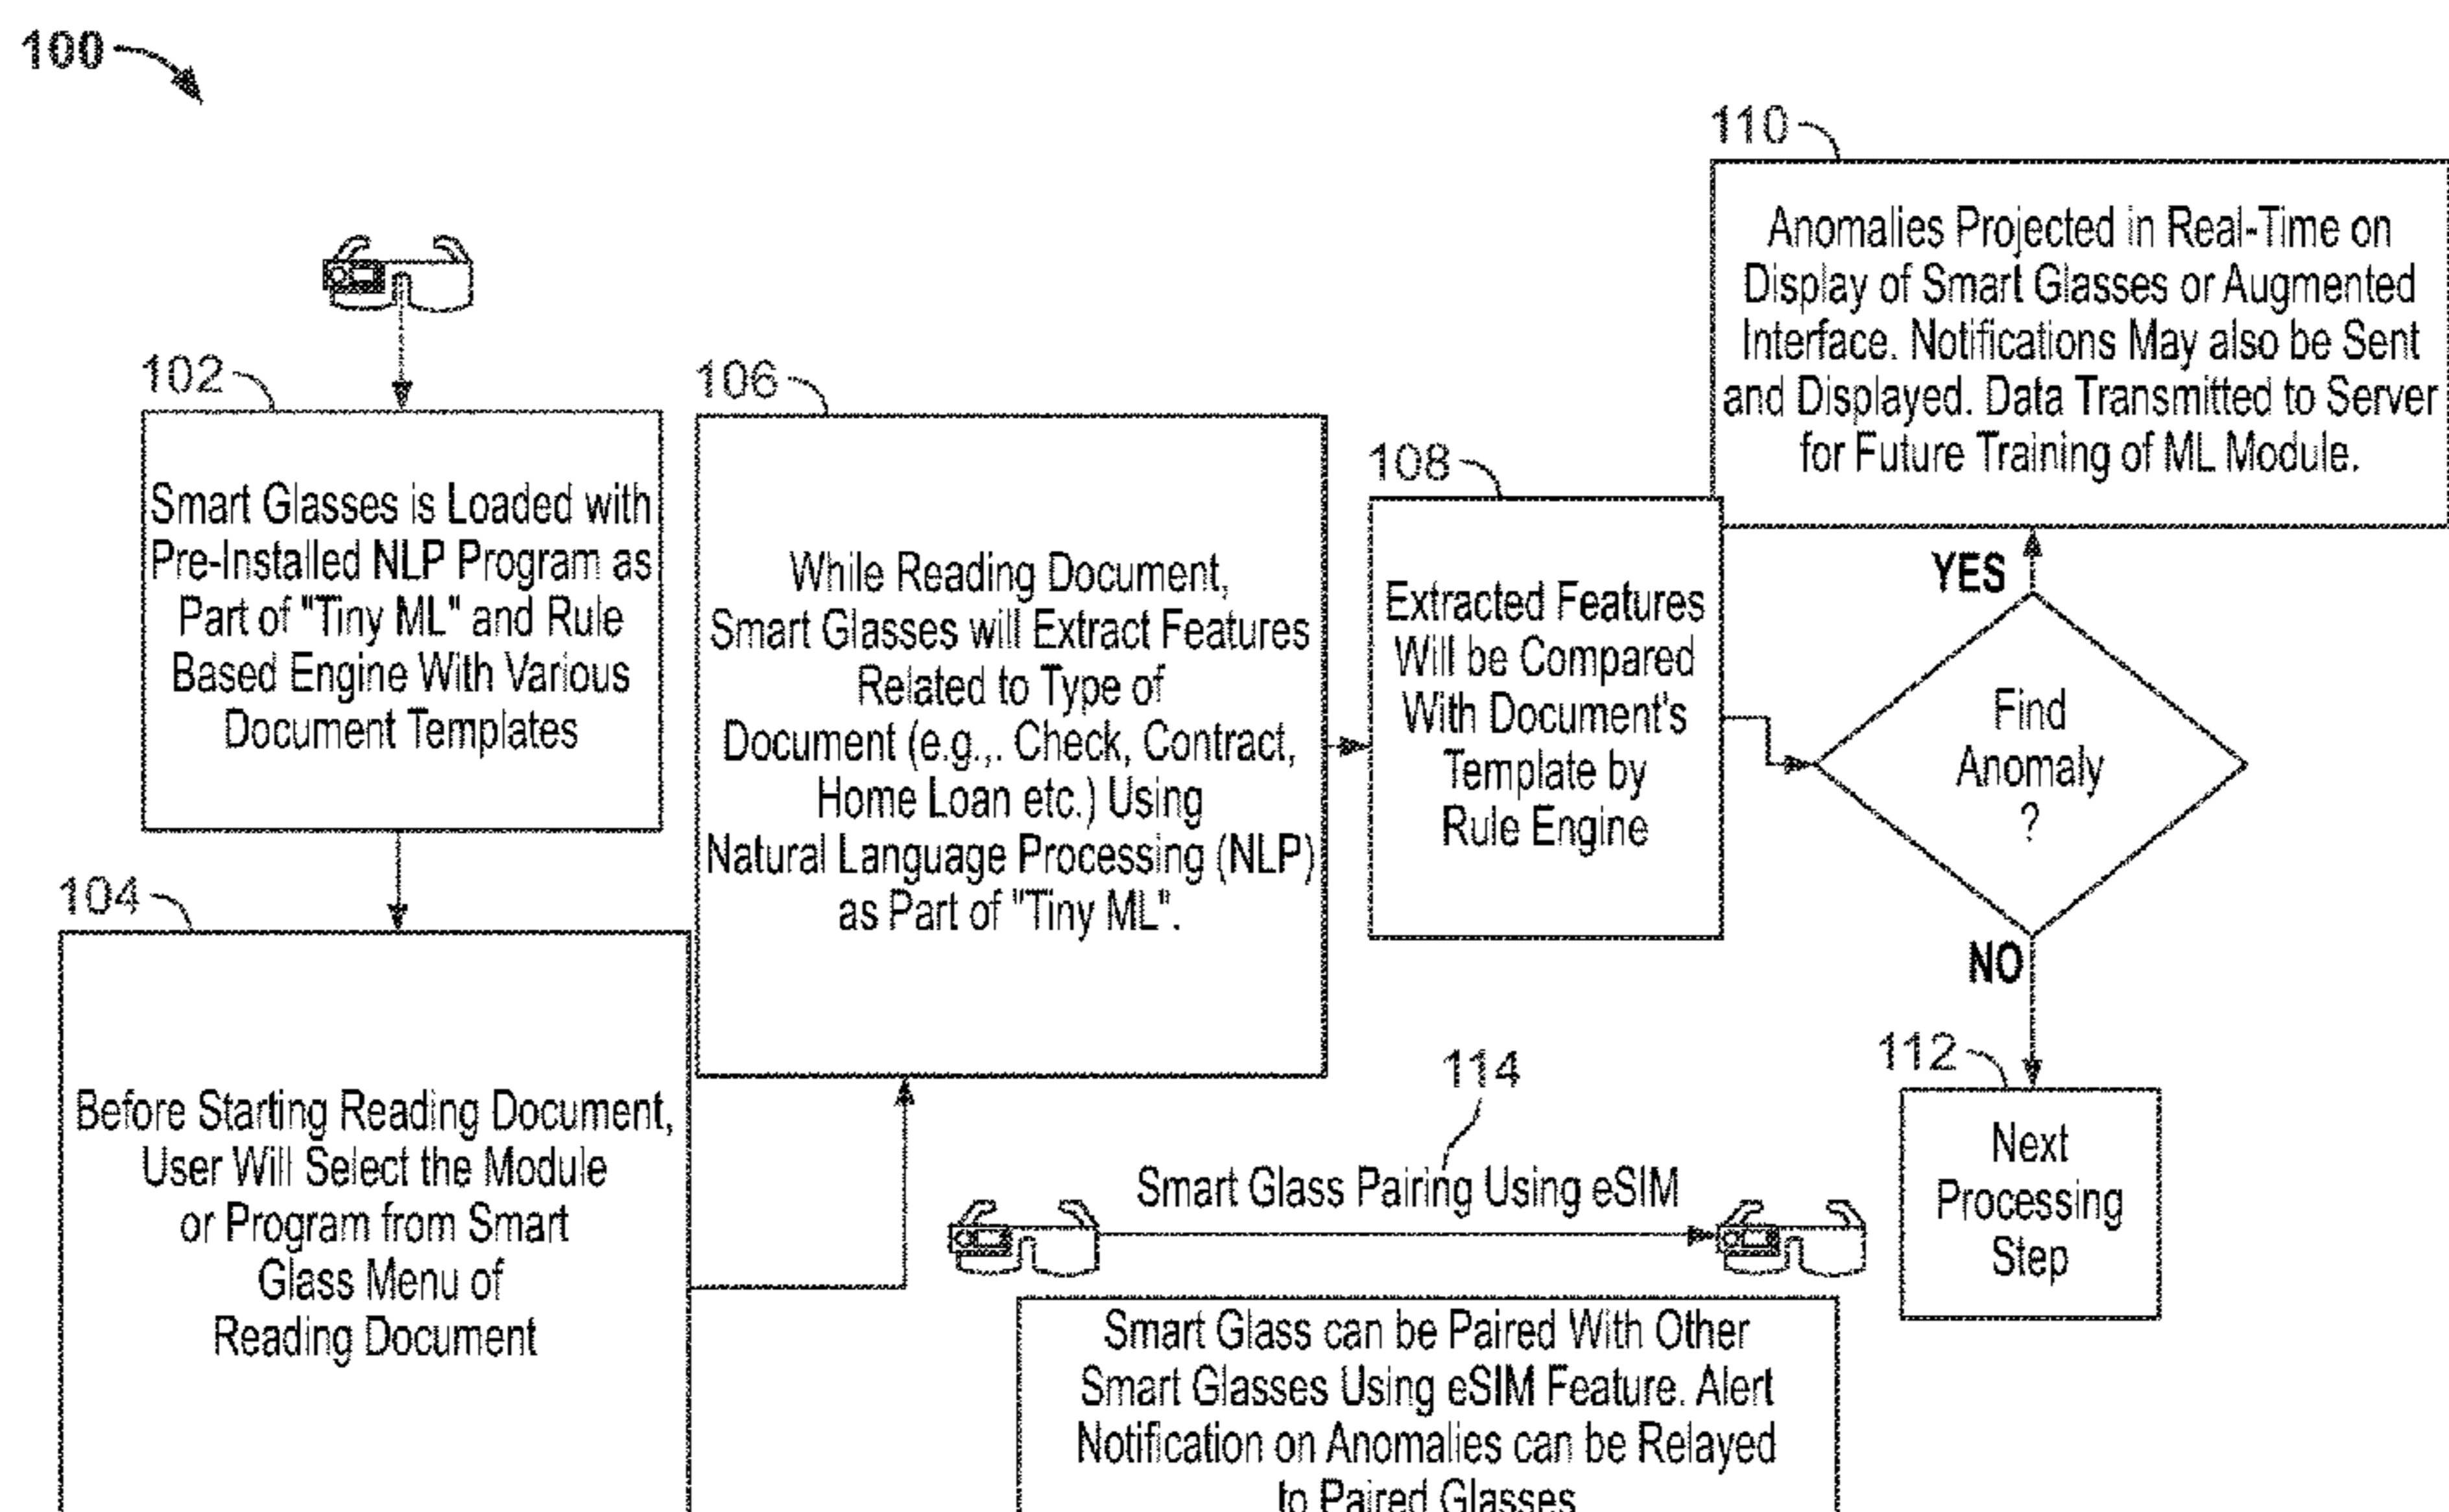 100
102
Smart Glasses is Loaded with
Pre-Installed NLP Program as
Part of "Tiny ML" and Rule
Based Engine With Various
Document Templates
104
Before Starting Reading Document,
User Will Select the Module
or Program from Smart
Glass Menu of
Reading Document
106
While Reading Document,
Smart Glasses will Extract Features
Related to Type of
Document (e.g.,. Check, Contract,
Home Loan etc.) Using
Natural Language Processing (NLP)
as Part of "Tiny ML".
108
Extracted Features
Will be Compared
With Document's
Template by
Rule Engine
110
Anomalies Projected in Real-Time on
Display of Smart Glasses or Augmented
Interface. Notifications May also be Sent
and Displayed. Data Transmitted to Server
for Future Training of ML Module.
YES
Find
Anomaly
?
NO
112
Next
Processing
Step
114
Smart Glass Pairing Using eSIM
Smart Glass can be Paired With Other
Smart Glasses Using eSIM Feature. Alert
Notification on Anomalies can be Relayed
to Paired Glasses